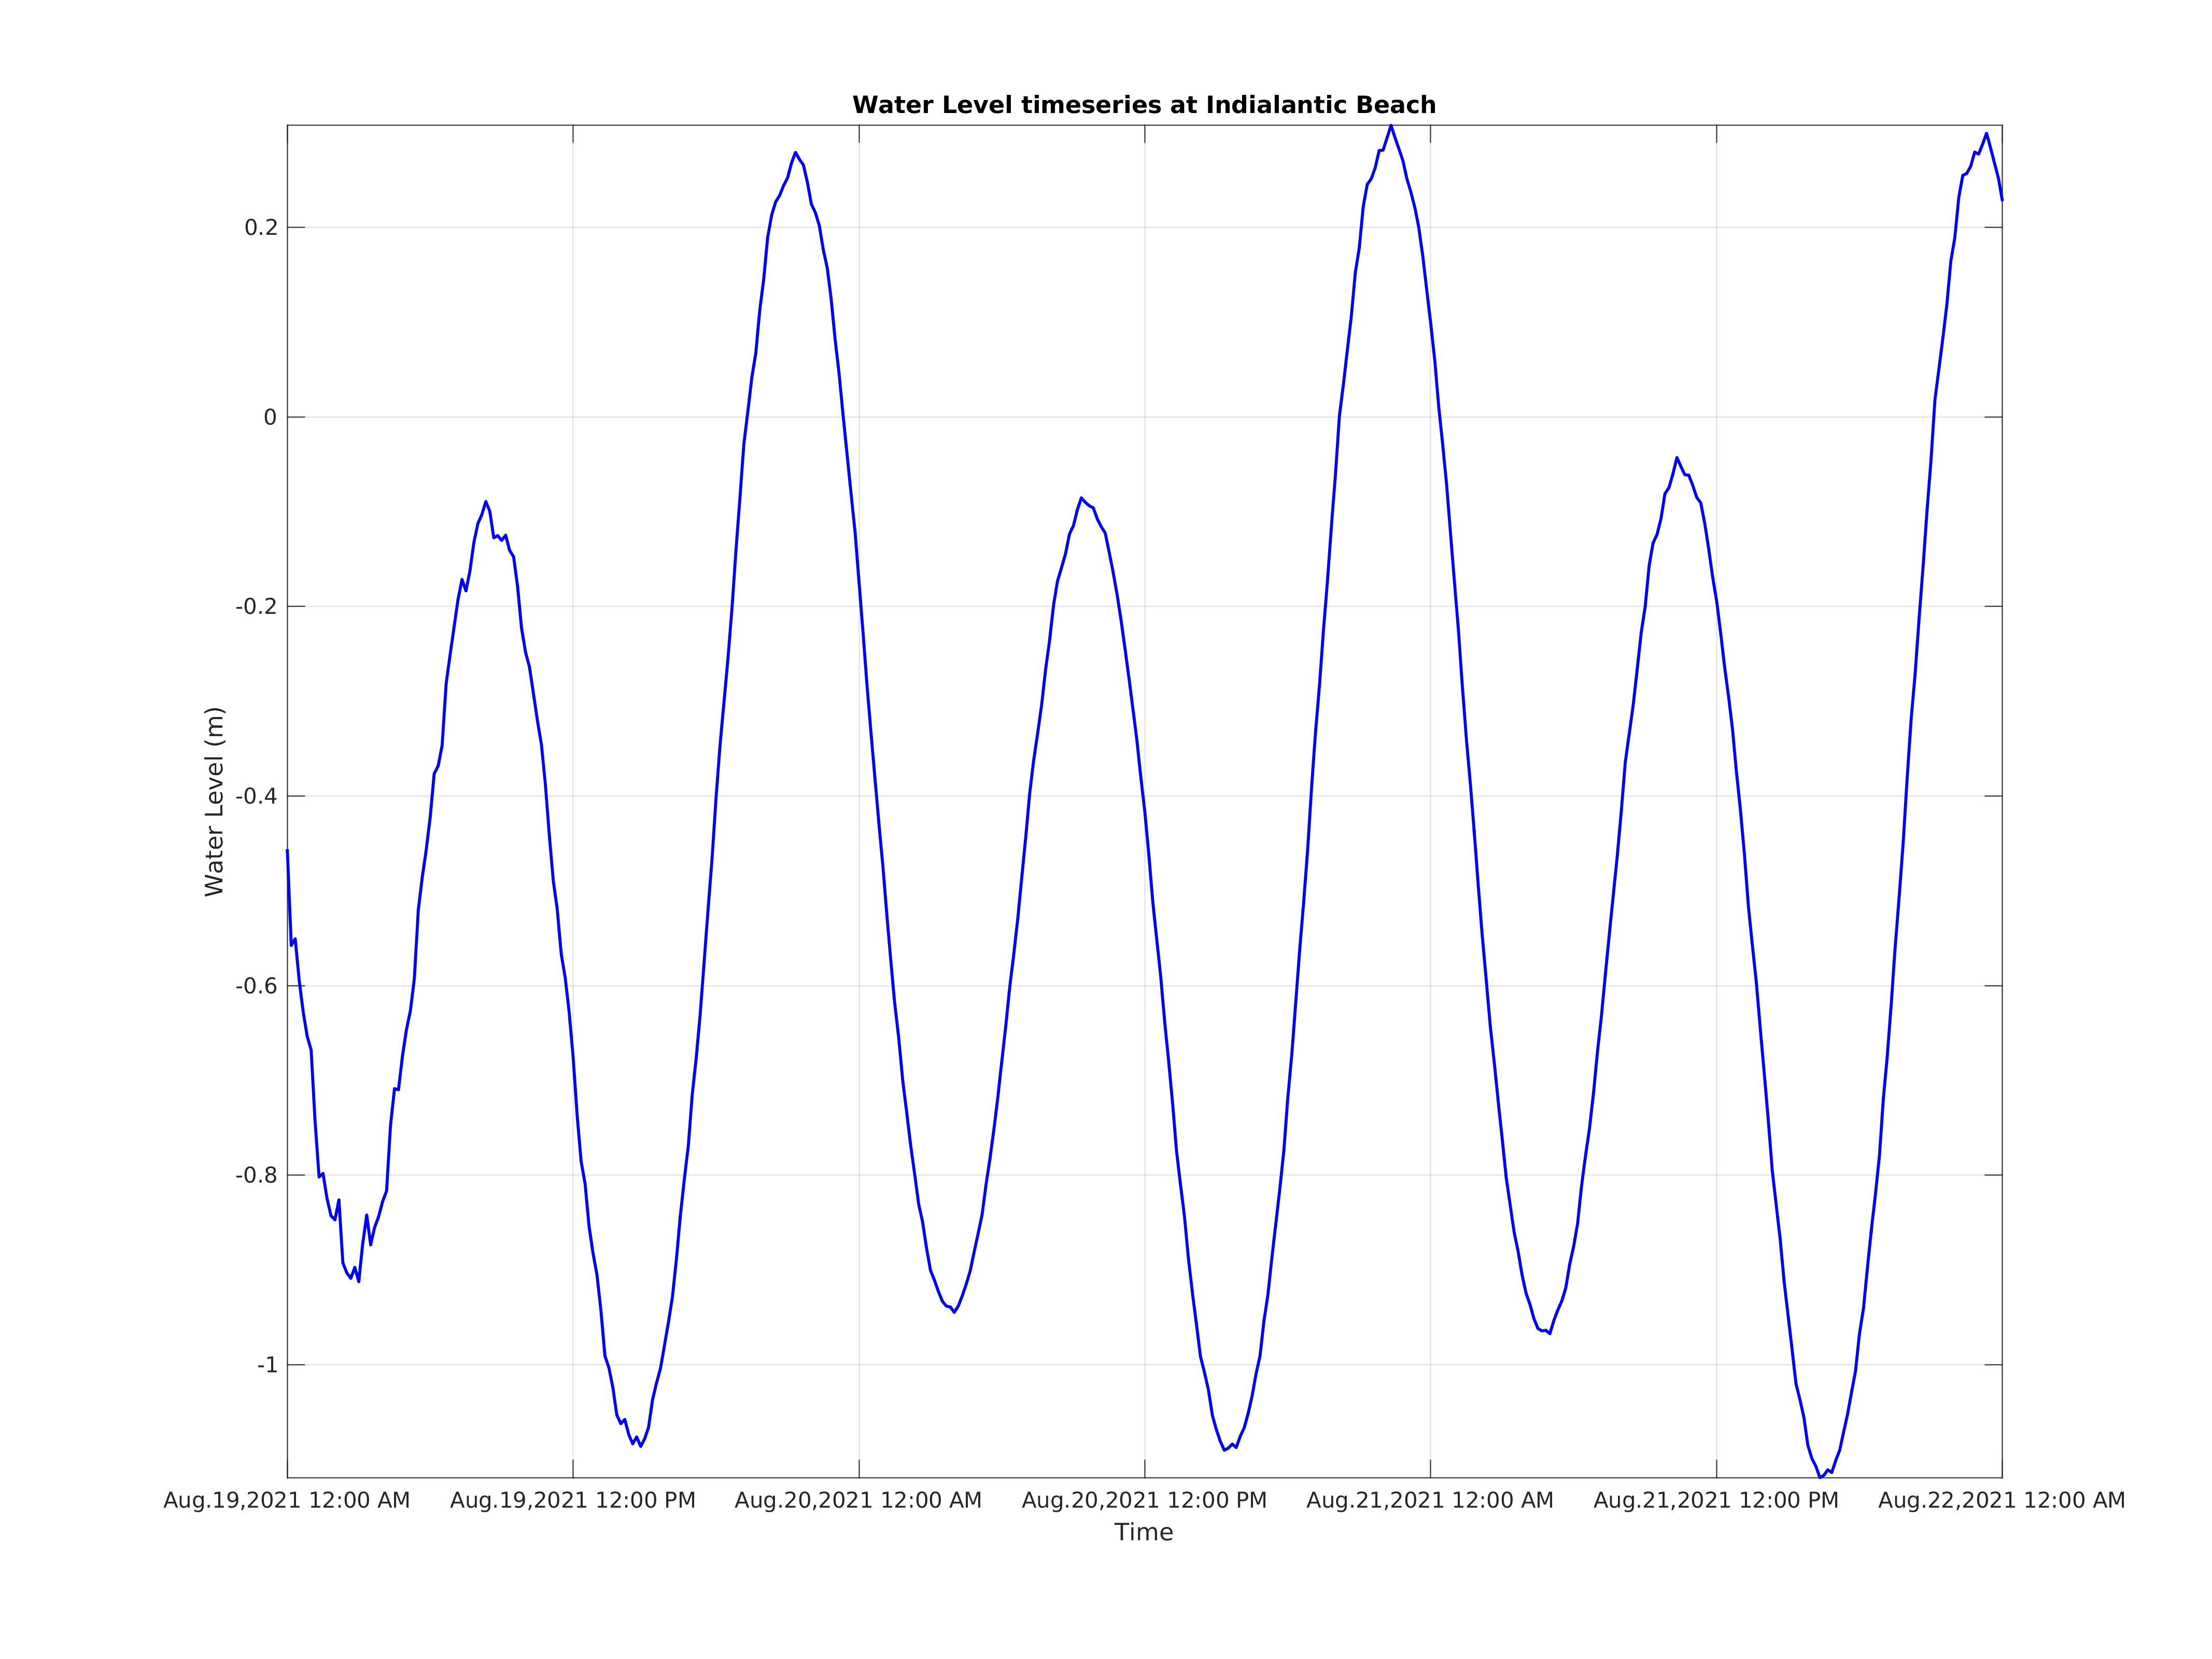 Water Level timeseries at Indialantic Beach
0.2
0
-0.2
-0.4
-0.6
-0.8
-1
Water Level (m)
Aug.19,2021 12:00 AM Aug.19,2021 12:00 PM Aug.20,2021 12:00 AM Aug.20,2021 12:00 PM Aug.21,2021 12:00 AM Aug.21,2021 12:00 PM Aug.22,2021 12:00 AM
Time